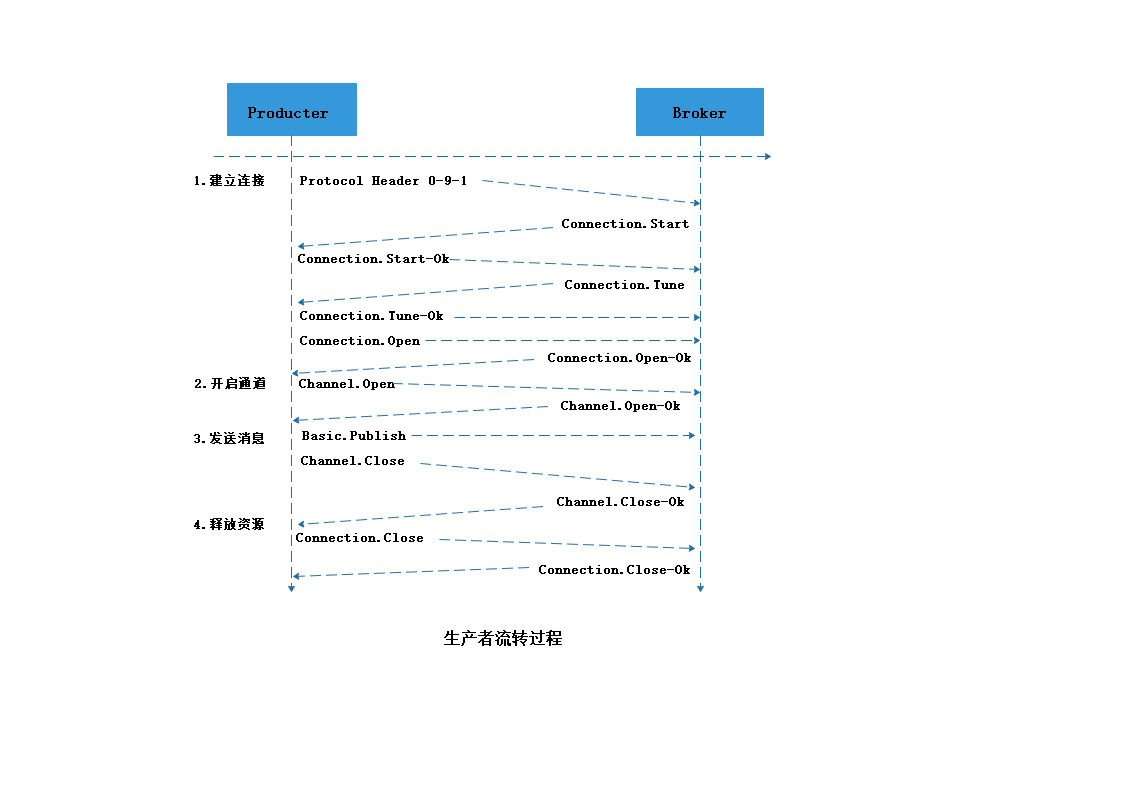 Producter
Broker
1.建立连接
Protocol Header 0-9-1
Connection.Start
Connection.Start-Ok
Connection.Tune
Connection.Tune-Ok
Connection.Open
Connection.Open-Ok
2.开启通道
Channel.Open
Channel.Open-Ok
3.发送消息
Basic.Publish
Channel.Close
Channel.Close-Ok
4.释放资源
Connection.Close
Connection.Close-Ok
生产者流转过程